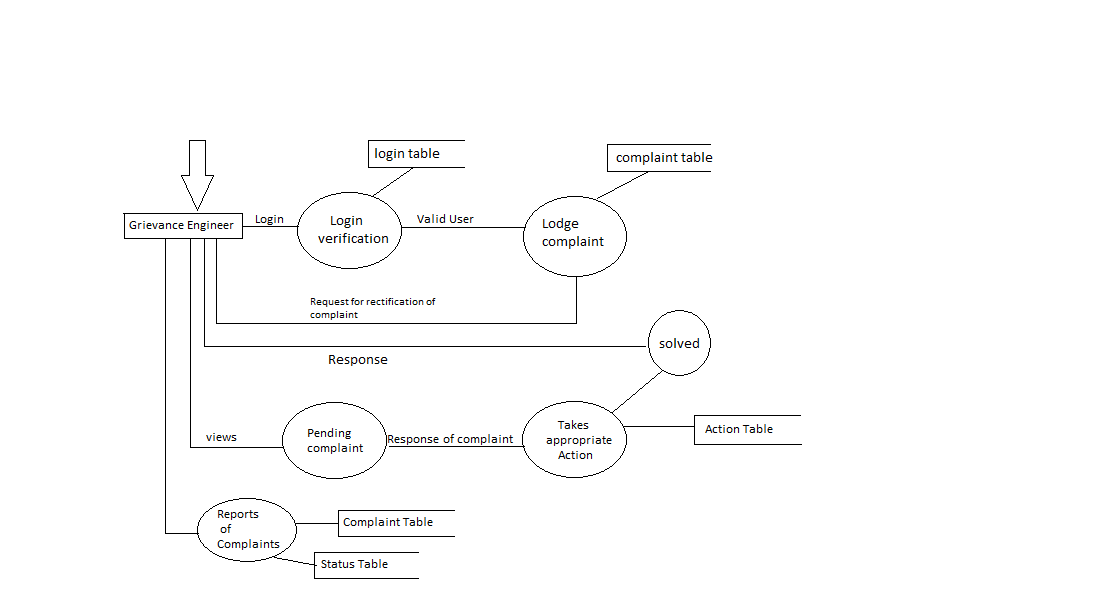 login table
complaint table
Login
Valid User
Grievance Engineer
Login
verification
Lodge
complaint
Request for rectification of
complaint
solved
Response
Takes
appropriate
Action
Action Table
views
Pending
complaint
Response of complaint
Reports
of
Complaints
Complaint Table
Status Table